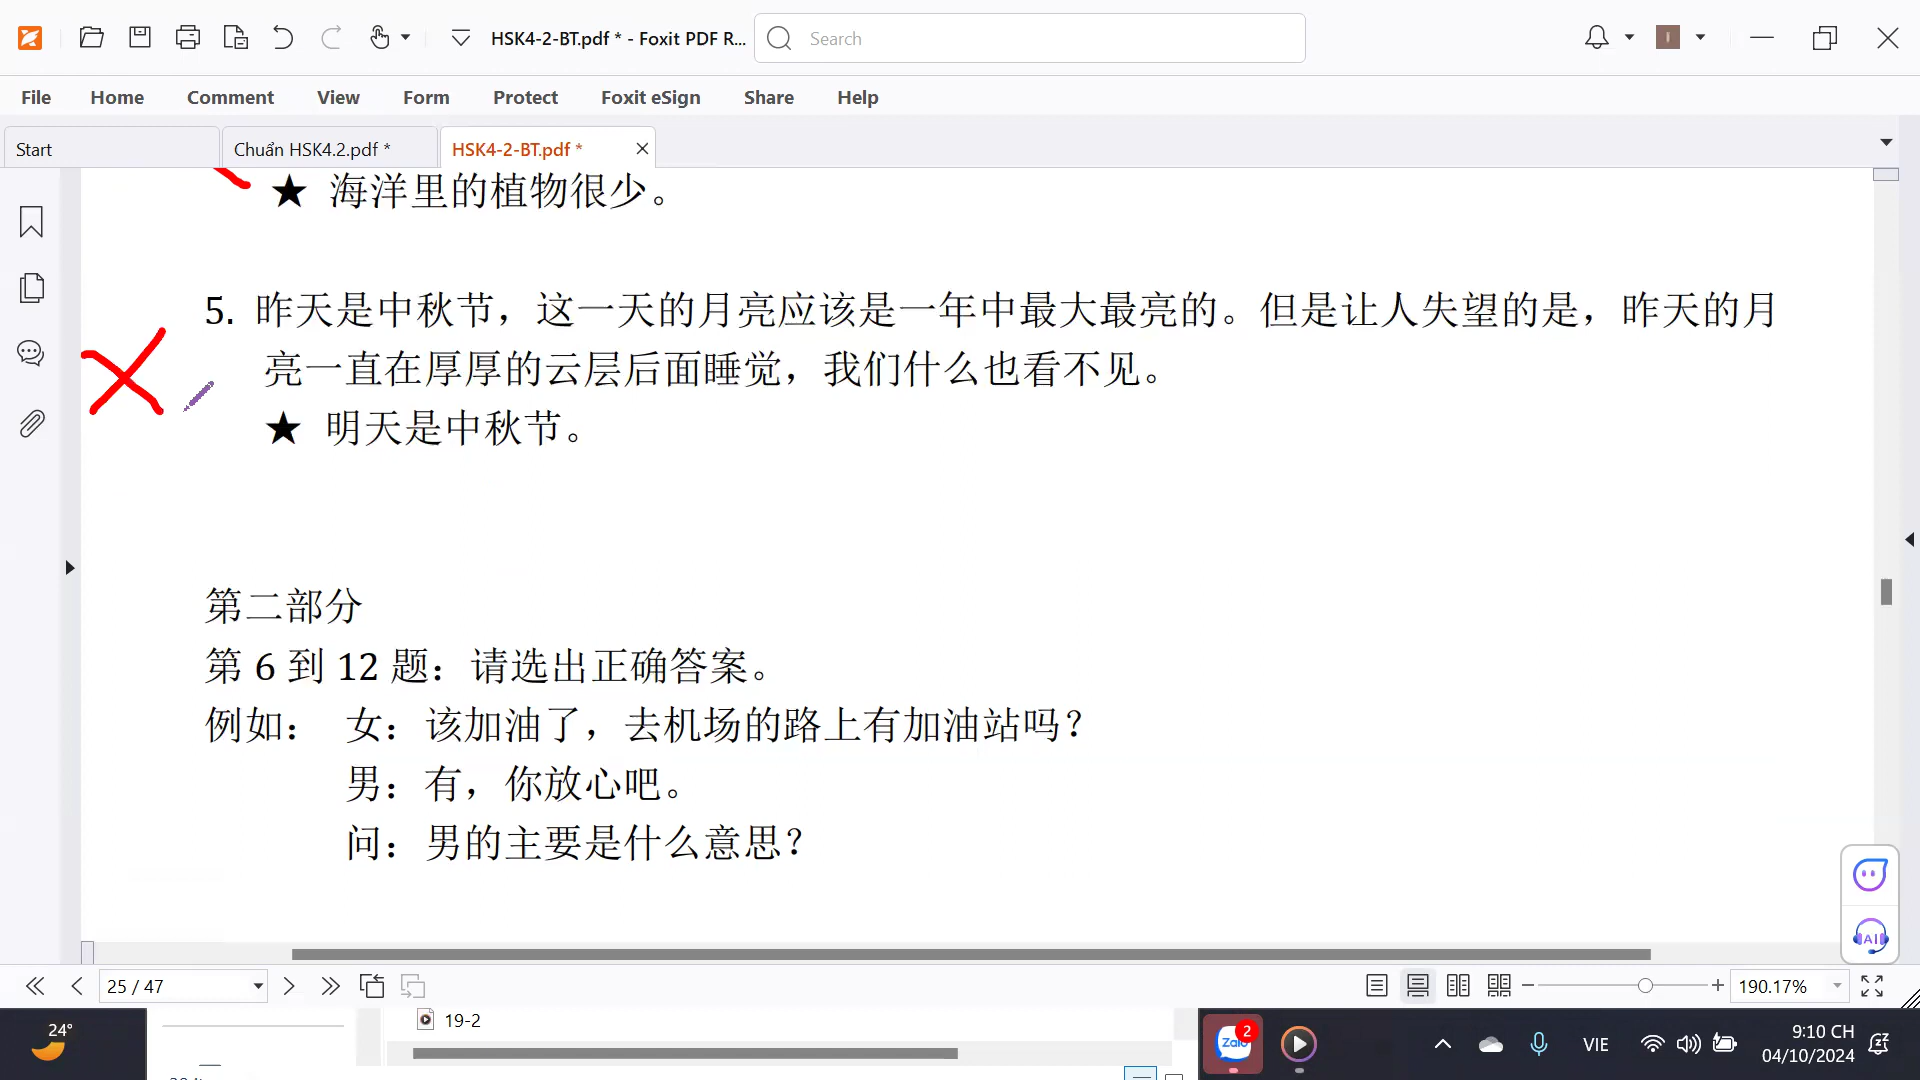 HSK4-2-BT.pdf * - Foxit PDF R...
Search
File Home Comment View Form Protect Foxit eSign Share Help
Start
Chuẩn HSK4.2.pdf *
HSK4-2-BT.pdf *
★ 海洋里的植物很少。
5. 昨天是中秋节，这一天的月亮应该是一年中最大最亮的。但是让人失望的是，昨天的月
亮一直在厚厚的云层后面睡觉，我们什么也看不见。
★ 明天是中秋节。
第二部分
第 6 到 12 题：请选出正确答案。
例如： 女：该加油了，去机场的路上有加油站吗？
男：有，你放心吧。
问：男的主要是什么意思？
AI
25 / 47
190.17%
24°
19-2
Zalo
2
VIE
9:10 CH
04/10/2024